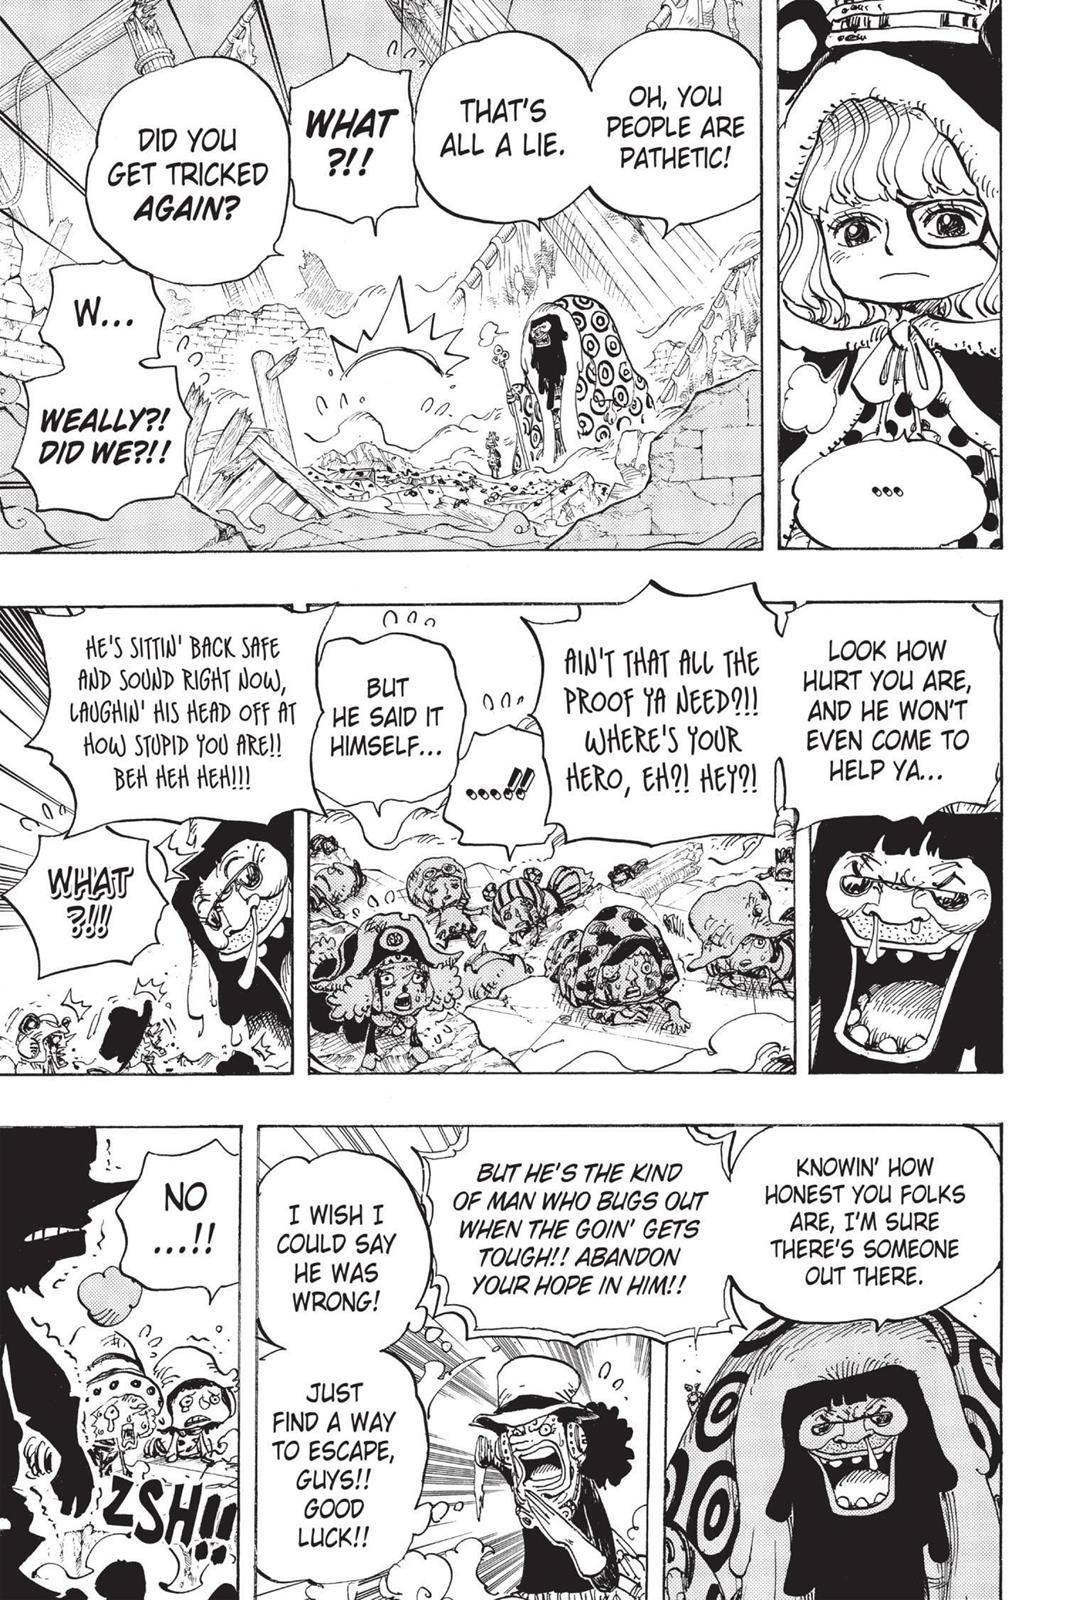 OH, YOU
PEOPLE ARE
PATHETIC!
THAT'S
ALL A LIE.
WHAT
?!!
DID YOU
GET TRICKED
AGAIN?
W...
WEALLY?!
DID WE?!!
...
LOOK HOW
HURT YOU ARE,
AND HE WON'T
EVEN COME TO
HELP YA...
AIN'T THAT ALL THE
PROOF YA NEED?!!
WHERE'S YOUR
HERO, EH?! HEY?!
...!!
BUT
HE SAID IT
HIMSELF...
HE'S SITTIN' BACK SAFE
AND SOUND RIGHT NOW,
LAUGHIN' HIS HEAD OFF AT
HOW STUPID YOU ARE!!
BEH HEH HEH!!!
WHAT
?!!!
KNOWIN' HOW
HONEST YOU FOLKS
ARE, I'M SURE
THERE'S SOMEONE
OUT THERE.
BUT HE'S THE KIND
OF MAN WHO BUGS OUT
WHEN THE GOIN' GETS
TOUGH!! ABANDON
YOUR HOPE IN HIM!!
I WISH I
COULD SAY
HE WAS
WRONG!
JUST
FIND A WAY
TO ESCAPE,
GUYS!!
GOOD
LUCK!!
NO
...!!
ZSH!!